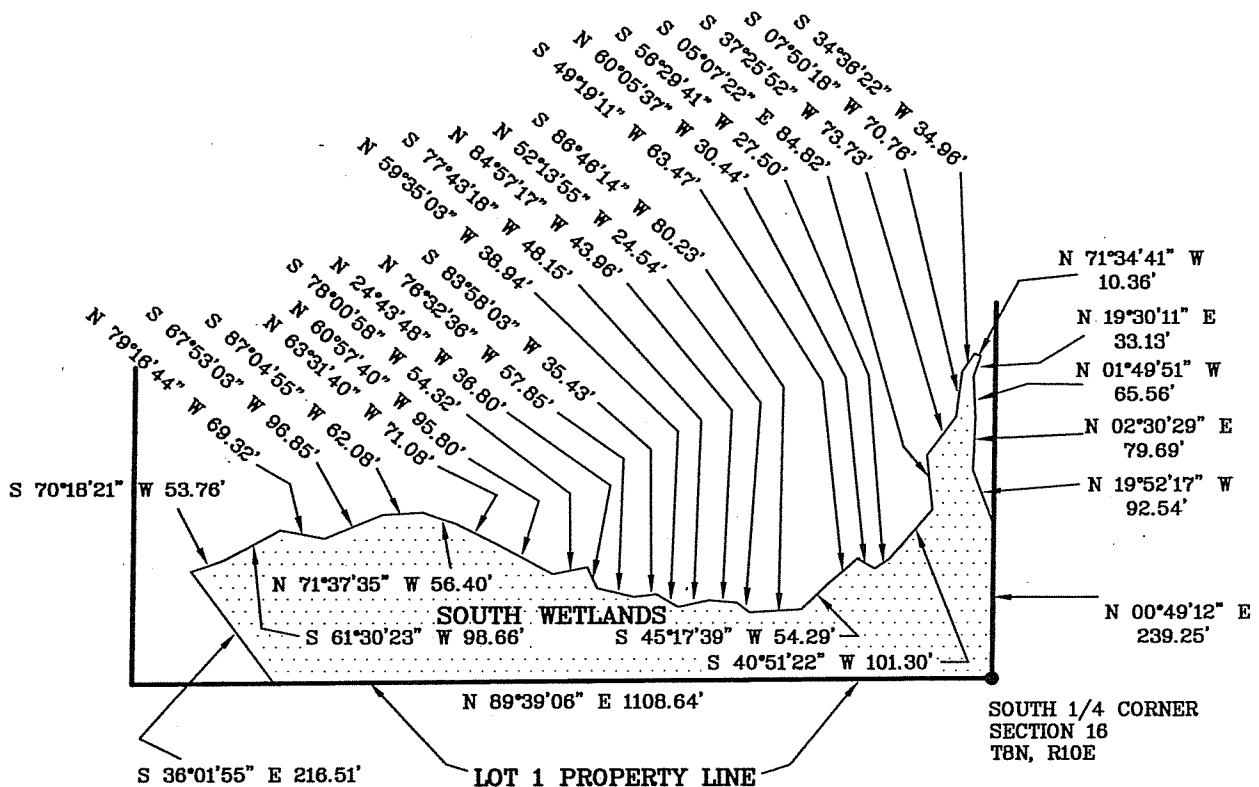 S 34°36'22" W 34.96'
S 07°50'18" W 70.76'
S 37°25'52" W 73.73'
S 05°07'22" E 84.82'
S 56°29'41" W 27.50'
N 60°05'37" W 30.44'
S 49°19'11" W 63.47'
S 86°46'14" W 80.23'
N 52°13'55" W 24.54'
N 84°57'17" W 43.96'
S 77°43'18" W 48.15'
N 59°35'03" W 38.94'
S 83°58'03" W 35.43'
N 76°32'36" W 57.85'
N 24°43'48" W 36.80'
S 78°00'58" W 54.32'
N 60°57'40" W 95.80'
N 63°31'40" W 71.08'
S 87°04'55" W 62.08'
S 67°53'03" W 96.85'
N 79°16'44" W 69.32'
S 70°18'21" W 53.76'
N 71°34'41" W
10.36'
N 19°30'11" E
33.13'
N 01°49'51" W
65.56'
N 02°30'29" E
79.69'
N 19°52'17" W
92.54'
N 00°49'12" E
239.25'
N 71°37'35" W 56.40'
SOUTH WETLANDS
S 61°30'23" W 98.66'
S 45°17'39" W 54.29'
S 40°51'22" W 101.30'
N 89°39'06" E 1108.64'
SOUTH 1/4 CORNER
SECTION 16
T8N, R10E
S 36°01'55" E 216.51'
LOT 1 PROPERTY LINE